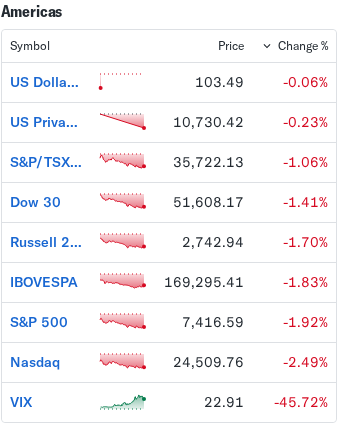 Americas
Symbol Price Change %
US Dolla... 103.49 -0.06%
US Priva... 10,730.42 -0.23%
S&P/TSX... 35,722.13 -1.06%
Dow 30 51,608.17 -1.41%
Russell 2... 2,742.94 -1.70%
IBOVESPA 169,295.41 -1.83%
S&P 500 7,416.59 -1.92%
Nasdaq 24,509.76 -2.49%
VIX 22.91 -45.72%